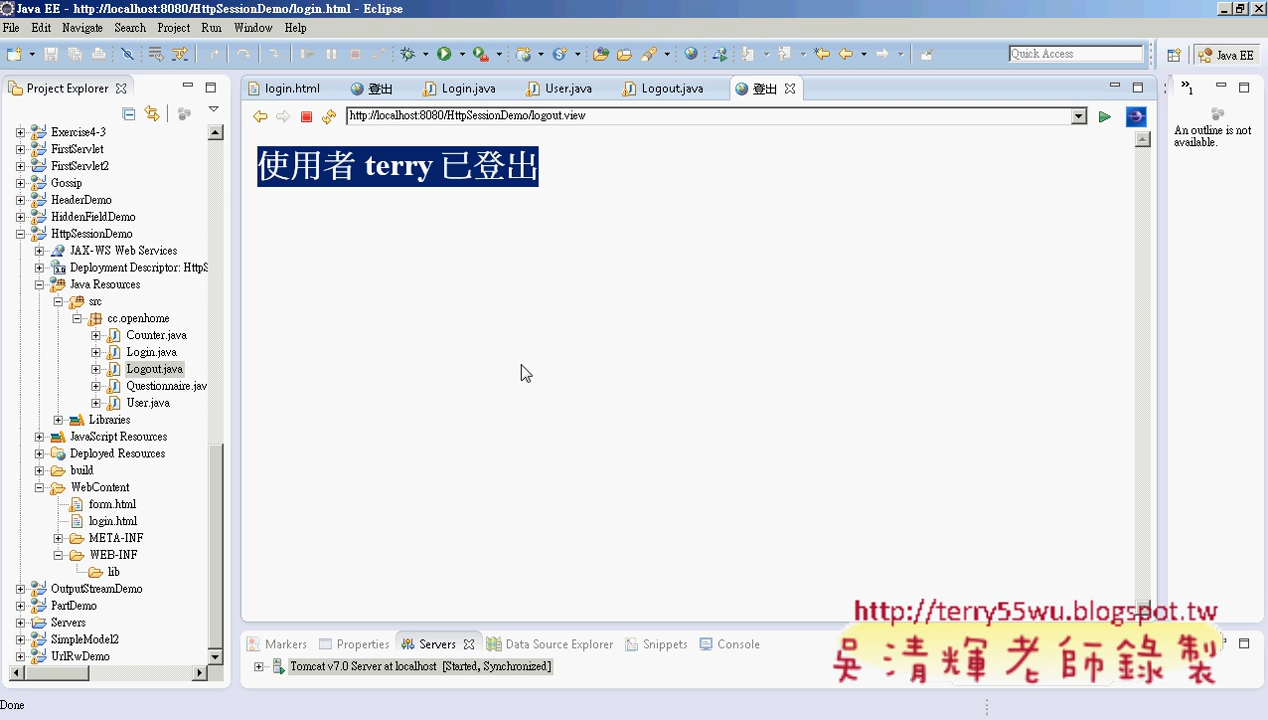 Java EE - http://localhost:8080/HttpSessionDemo/login.html - Eclipse
File Edit Navigate Search Project Run Window Help
Quick Access
Java EE
Project Explorer
login.html
登出
Login.java
User.java
Logout.java
登出
http://localhost:8080/HttpSessionDemo/logout.view
使用者 terry 已登出
Exercise4-3
FirstServlet
FirstServlet2
Gossip
HeaderDemo
HiddenFieldDemo
HttpSessionDemo
JAX-WS Web Services
Deployment Descriptor: HttpS
Java Resources
src
cc.openhome
Counter.java
Login.java
Logout.java
Questionnaire.jav
User.java
Libraries
JavaScript Resources
Deployed Resources
build
WebContent
form.html
login.html
META-INF
WEB-INF
lib
OutputStreamDemo
PartDemo
Servers
SimpleModel2
UrlRwDemo
An outline is not
available.
Markers
Properties
Servers
Data Source Explorer
Snippets
Console
Tomcat v7.0 Server at localhost [Started, Synchronized]
http://terry55wu.blogspot.tw
吳清輝老師錄製
Done